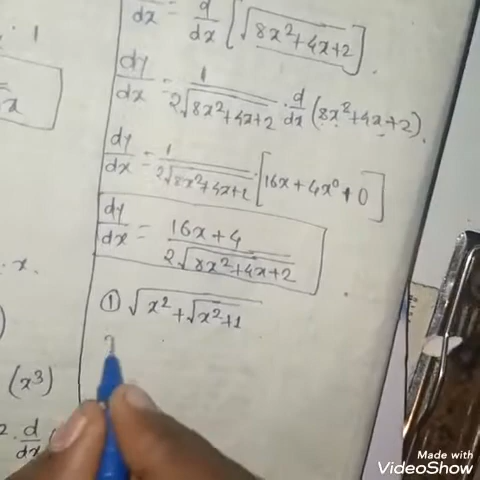 · 1
x
· x.
)
(x³)
2 · d/dx
/dx = d/dx [√(8x²+4x+2)].
dy/dx = 1/(2√(8x²+4x+2)) · d/dx (8x²+4x+2).
dy/dx = 1/(2√(8x²+4x+2)) · [16x + 4x⁰ + 0]
dy/dx = (16x + 4)/(2√(8x²+4x+2))
① √(x² + √(x²+1))
Made with
VideoShow